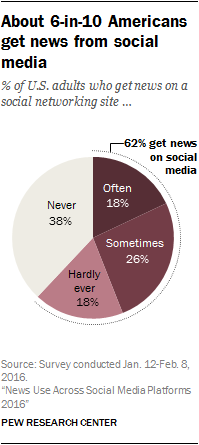 About 6-in-10 Americans
get news from social
media
% of U.S. adults who get news on a
social networking site ...
62% get news
on social
media
Often
18%
Never
38%
Sometimes
26%
Hardly
ever
18%
Source: Survey conducted Jan. 12-Feb. 8,
2016.
“News Use Across Social Media Platforms
2016”
PEW RESEARCH CENTER